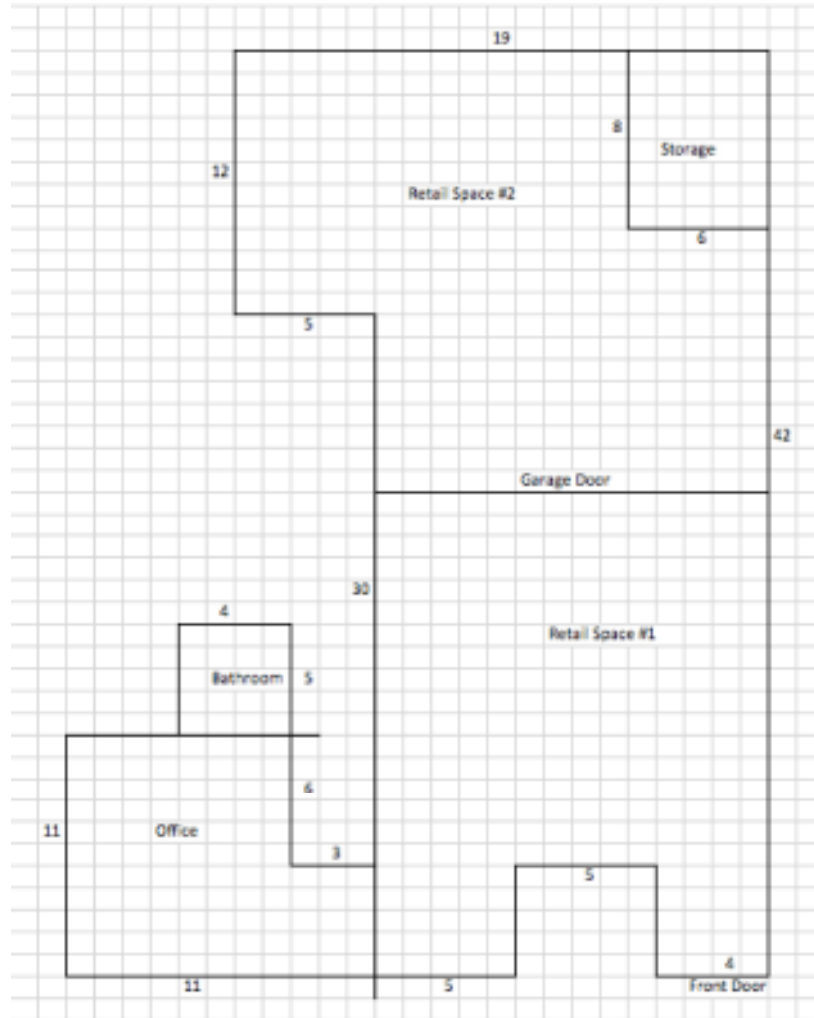 19
8
Storage
12
Retail Space #2
6
5
42
Garage Door
30
4
Retail Space #1
Bathroom 5
6
11 Office
3
5
4
11
5
Front Door